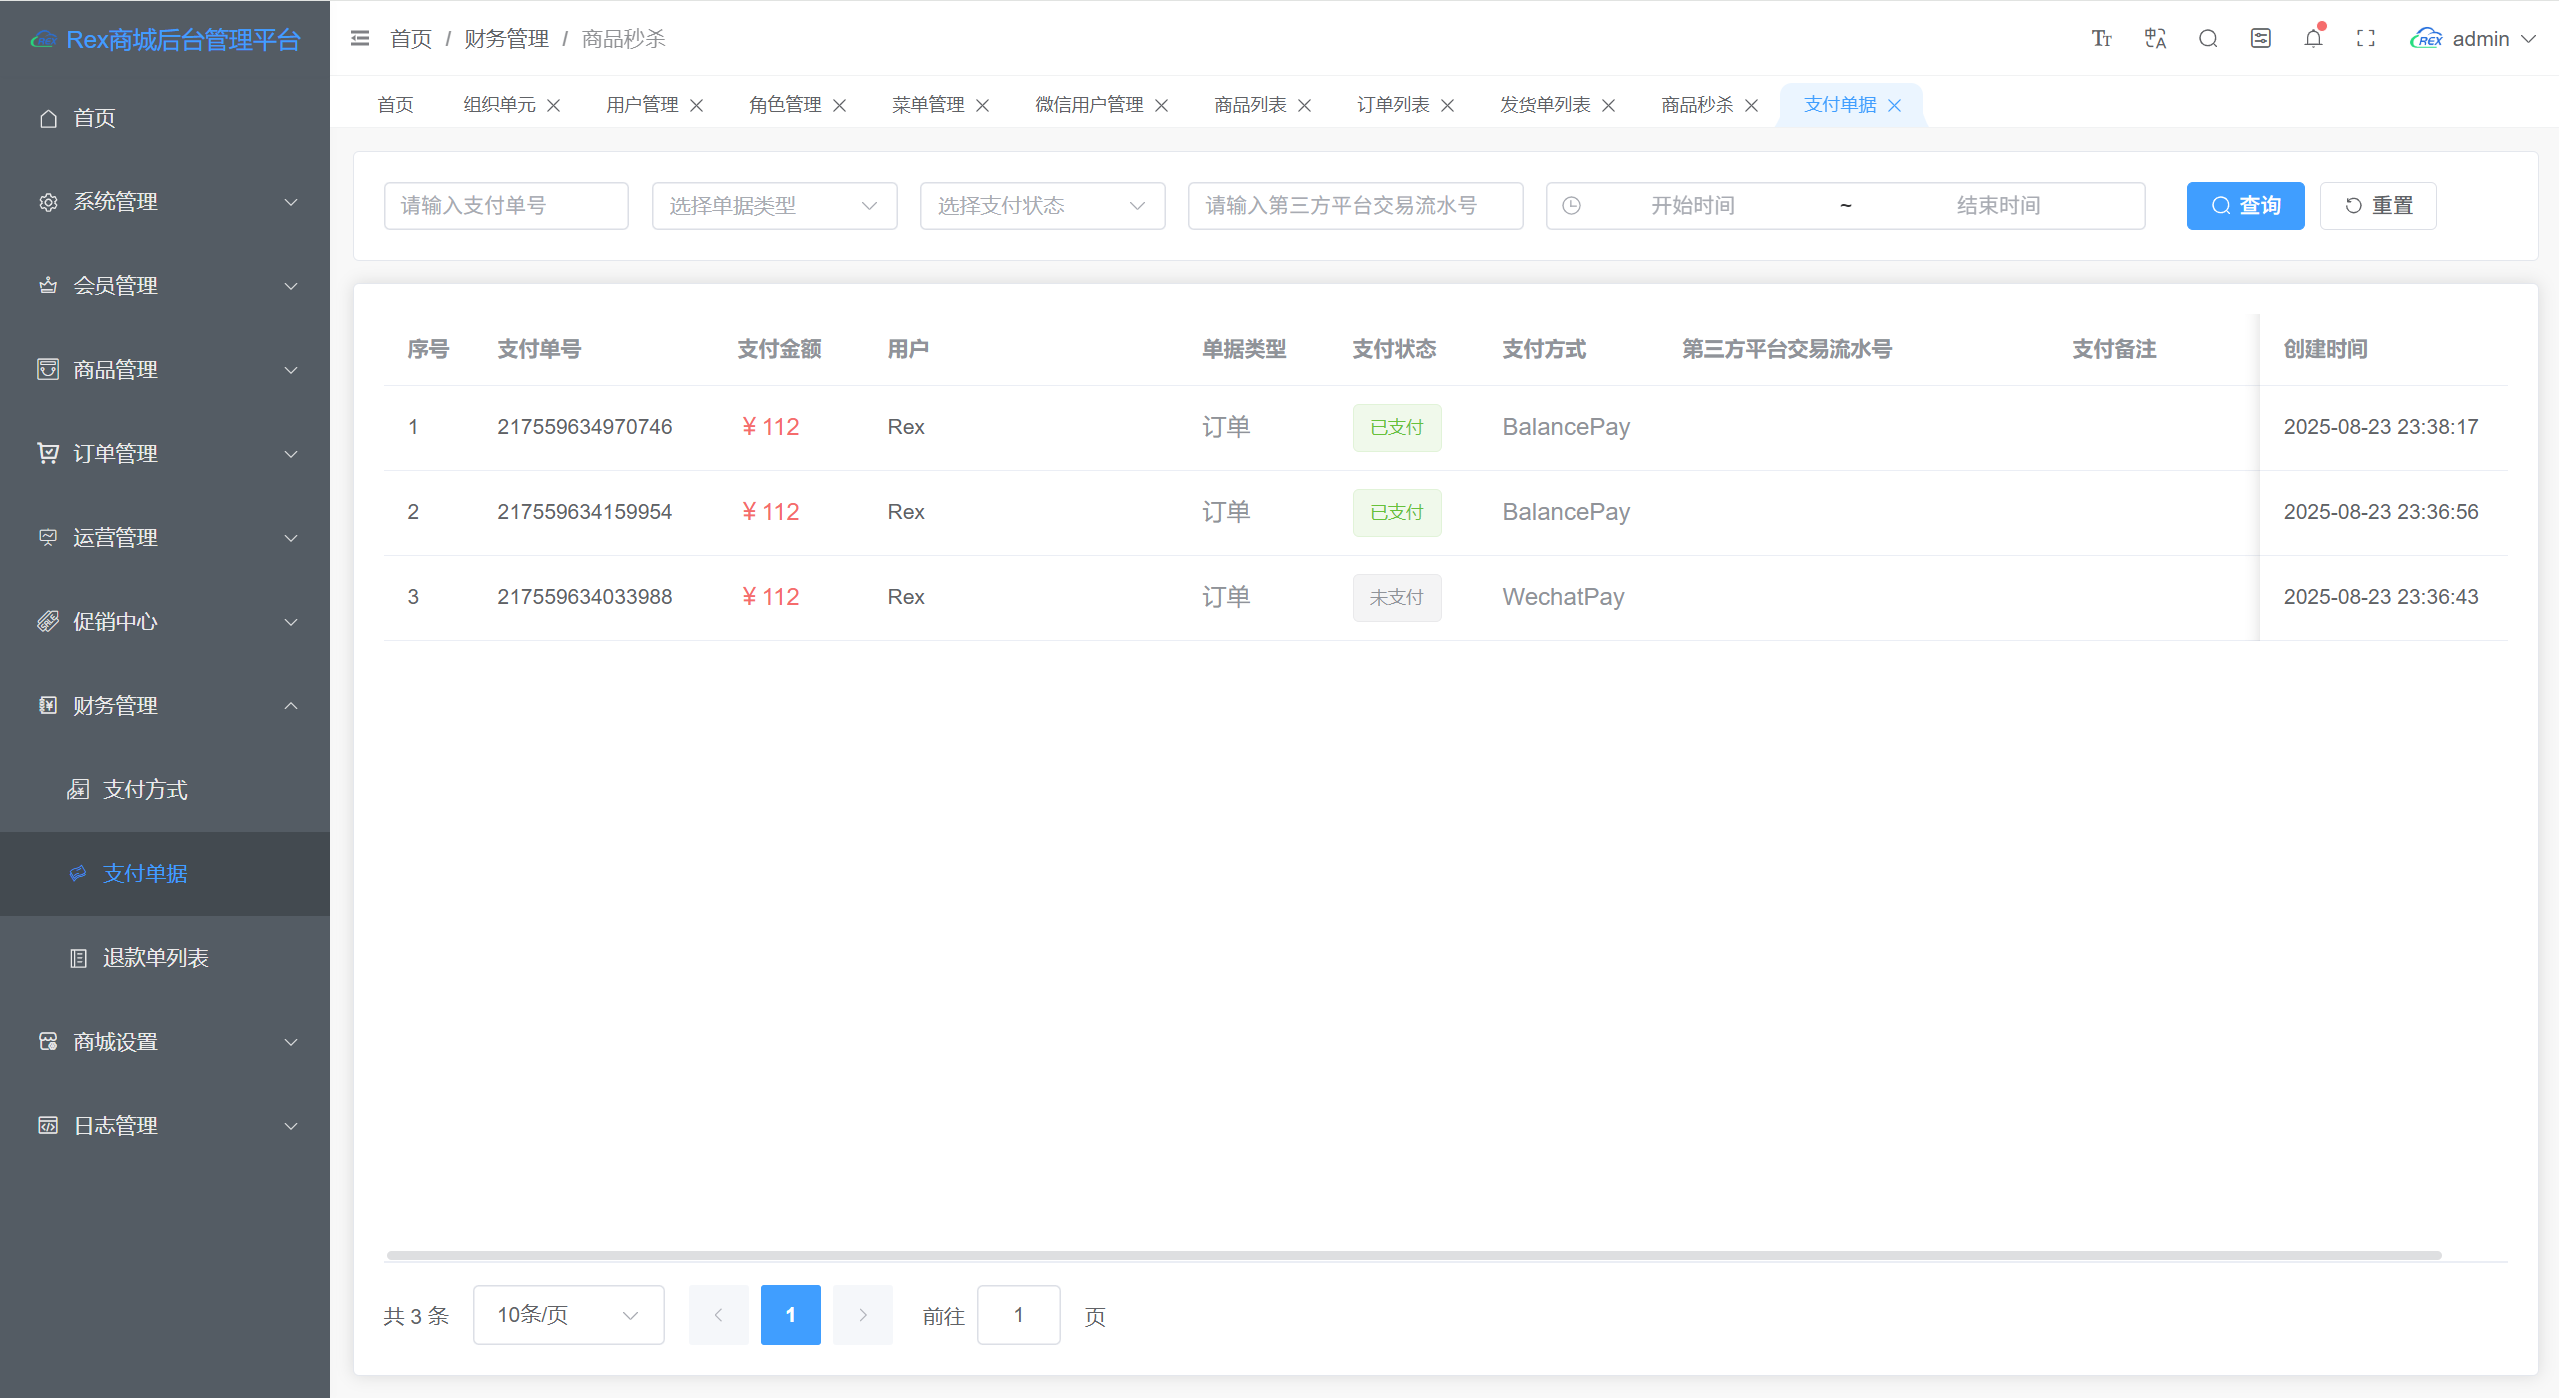 Rex商城后台管理平台
首页
系统管理
会员管理
商品管理
订单管理
运营管理
促销中心
财务管理
支付方式
支付单据
退款单列表
商城设置
日志管理
首页 / 财务管理 / 商品秒杀
REX admin
首页 组织单元 用户管理 角色管理 菜单管理 微信用户管理 商品列表 订单列表 发货单列表 商品秒杀 支付单据
请输入支付单号 选择单据类型 选择支付状态 请输入第三方平台交易流水号 开始时间 ~ 结束时间 查询 重置
序号 支付单号 支付金额 用户 单据类型 支付状态 支付方式 第三方平台交易流水号 支付备注 创建时间
1 217559634970746 ¥112 Rex 订单 已支付 BalancePay 2025-08-23 23:38:17
2 217559634159954 ¥112 Rex 订单 已支付 BalancePay 2025-08-23 23:36:56
3 217559634033988 ¥112 Rex 订单 未支付 WechatPay 2025-08-23 23:36:43
共 3 条 10条/页 1 前往 1 页